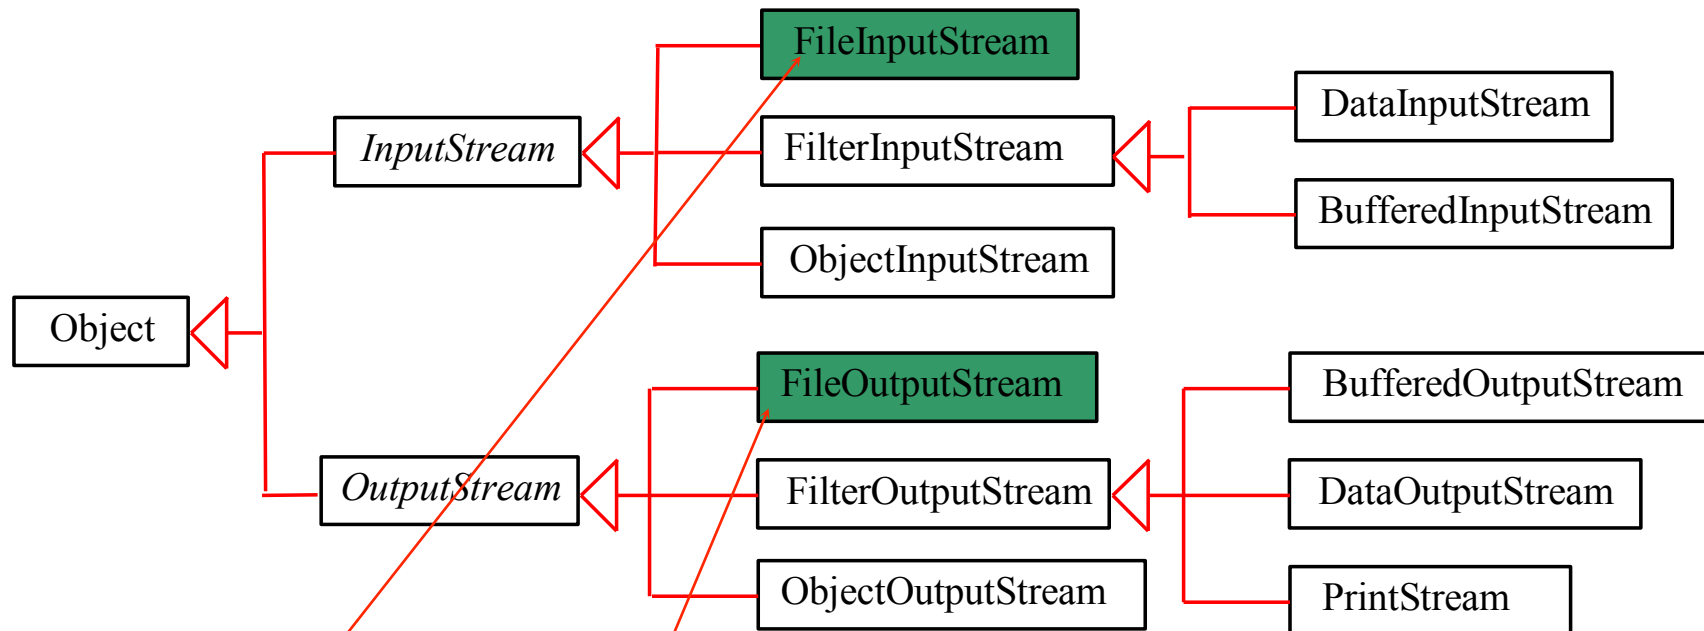 FileInputStream
DataInputStream
InputStream
FilterInputStream
BufferedInputStream
ObjectInputStream
Object
FileOutputStream
BufferedOutputStream
OutputStream
FilterOutputStream
DataOutputStream
ObjectOutputStream
PrintStream